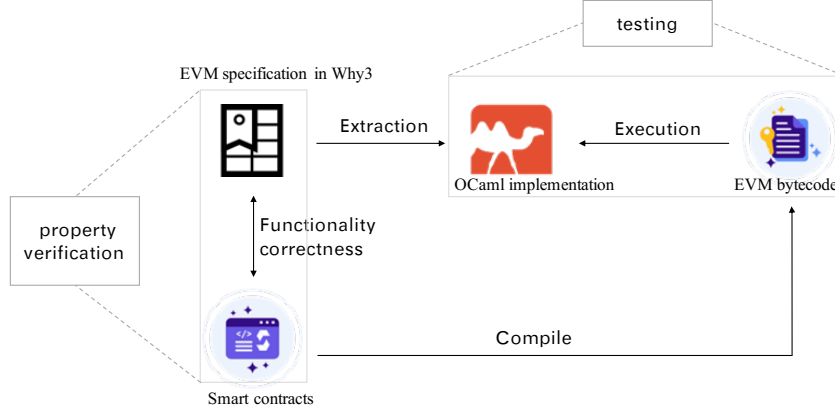 testing
EVM specification in Why3
Extraction
Execution
OCaml implementation
EVM bytecode
property
verification
Functionality
correctness
</>
Compile
Smart contracts